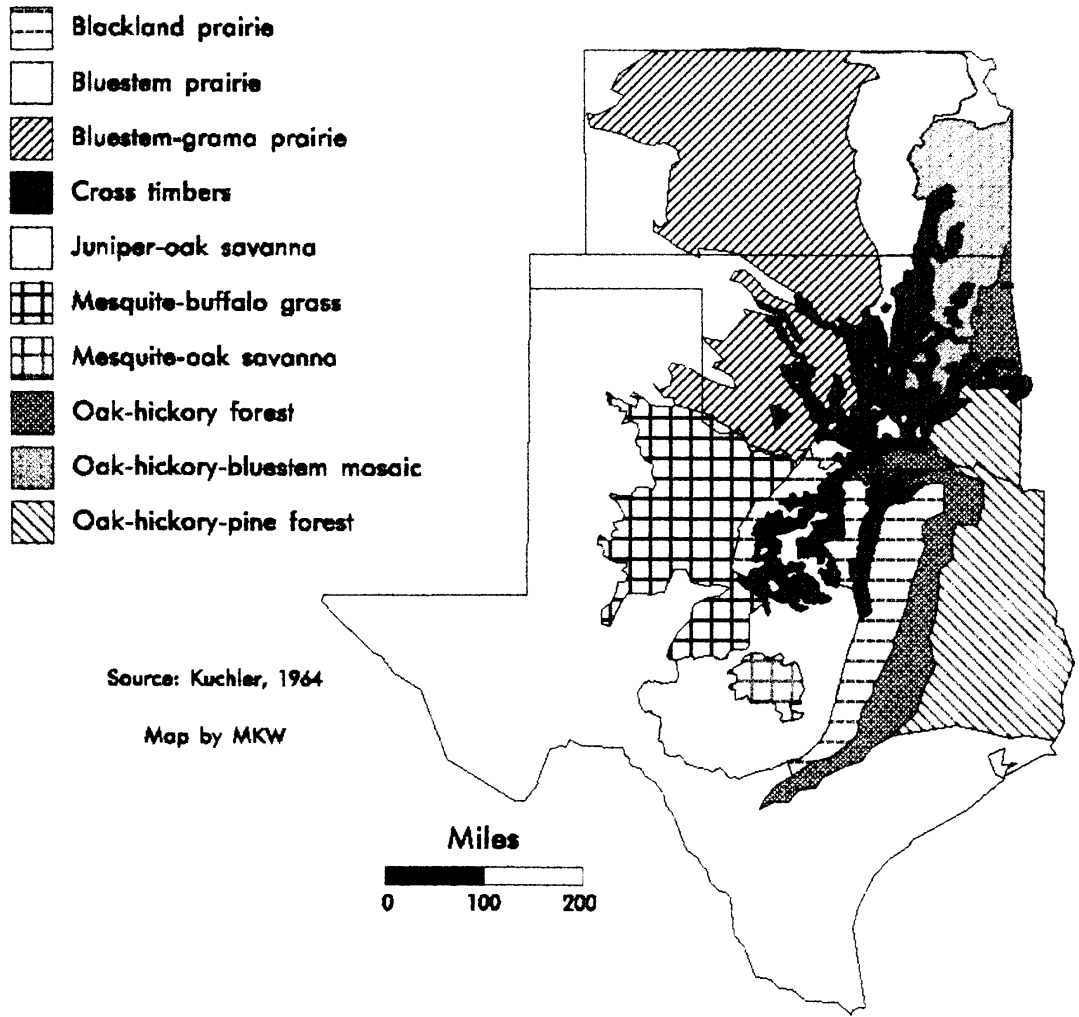 Blackland prairie
Bluestem prairie
Bluestem-grama prairie
Cross timbers
Juniper-oak savanna
Mesquite-buffalo grass
Mesquite-oak savanna
Oak-hickory forest
Oak-hickory-bluestem mosaic
Oak-hickory-pine forest
Source: Kuchler, 1964
Map by MKW
Miles
0 100 200